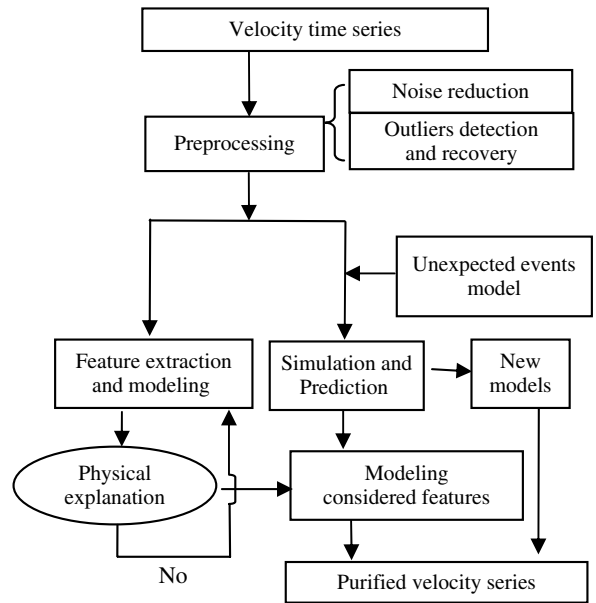 Velocity time series
Noise reduction
Preprocessing
Outliers detection
and recovery
Unexpected events
model
Feature extraction
and modeling
Simulation and
Prediction
New
models
Physical
explanation
Modeling
considered features
No
Purified velocity series